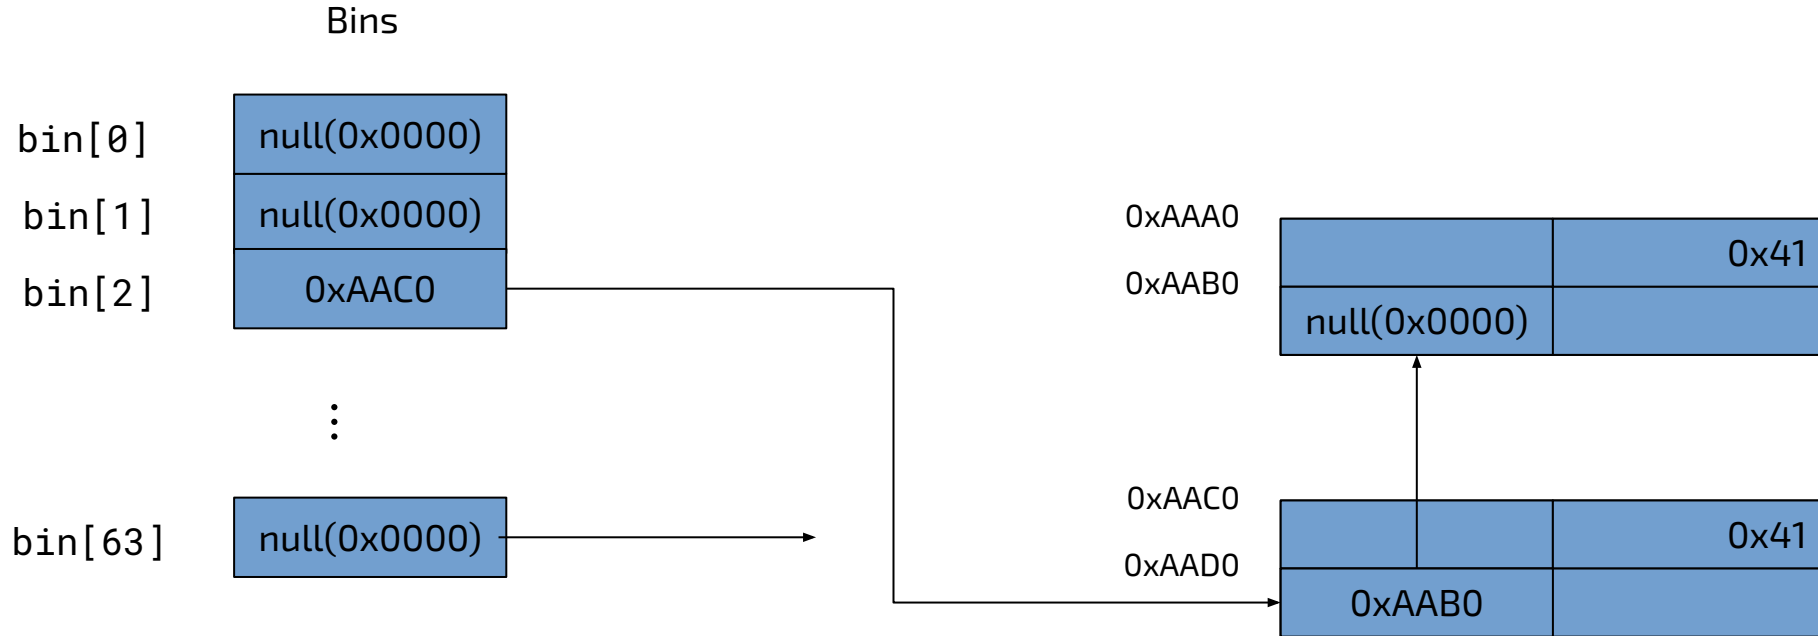 Bins
bin[0]
null(0x0000)
bin[1]
null(0x0000)
bin[2]
0xAAC0
⋮
bin[63]
null(0x0000)
0xAAA0
0x41
0xAAB0
null(0x0000)
0xAAC0
0x41
0xAAD0
0xAAB0